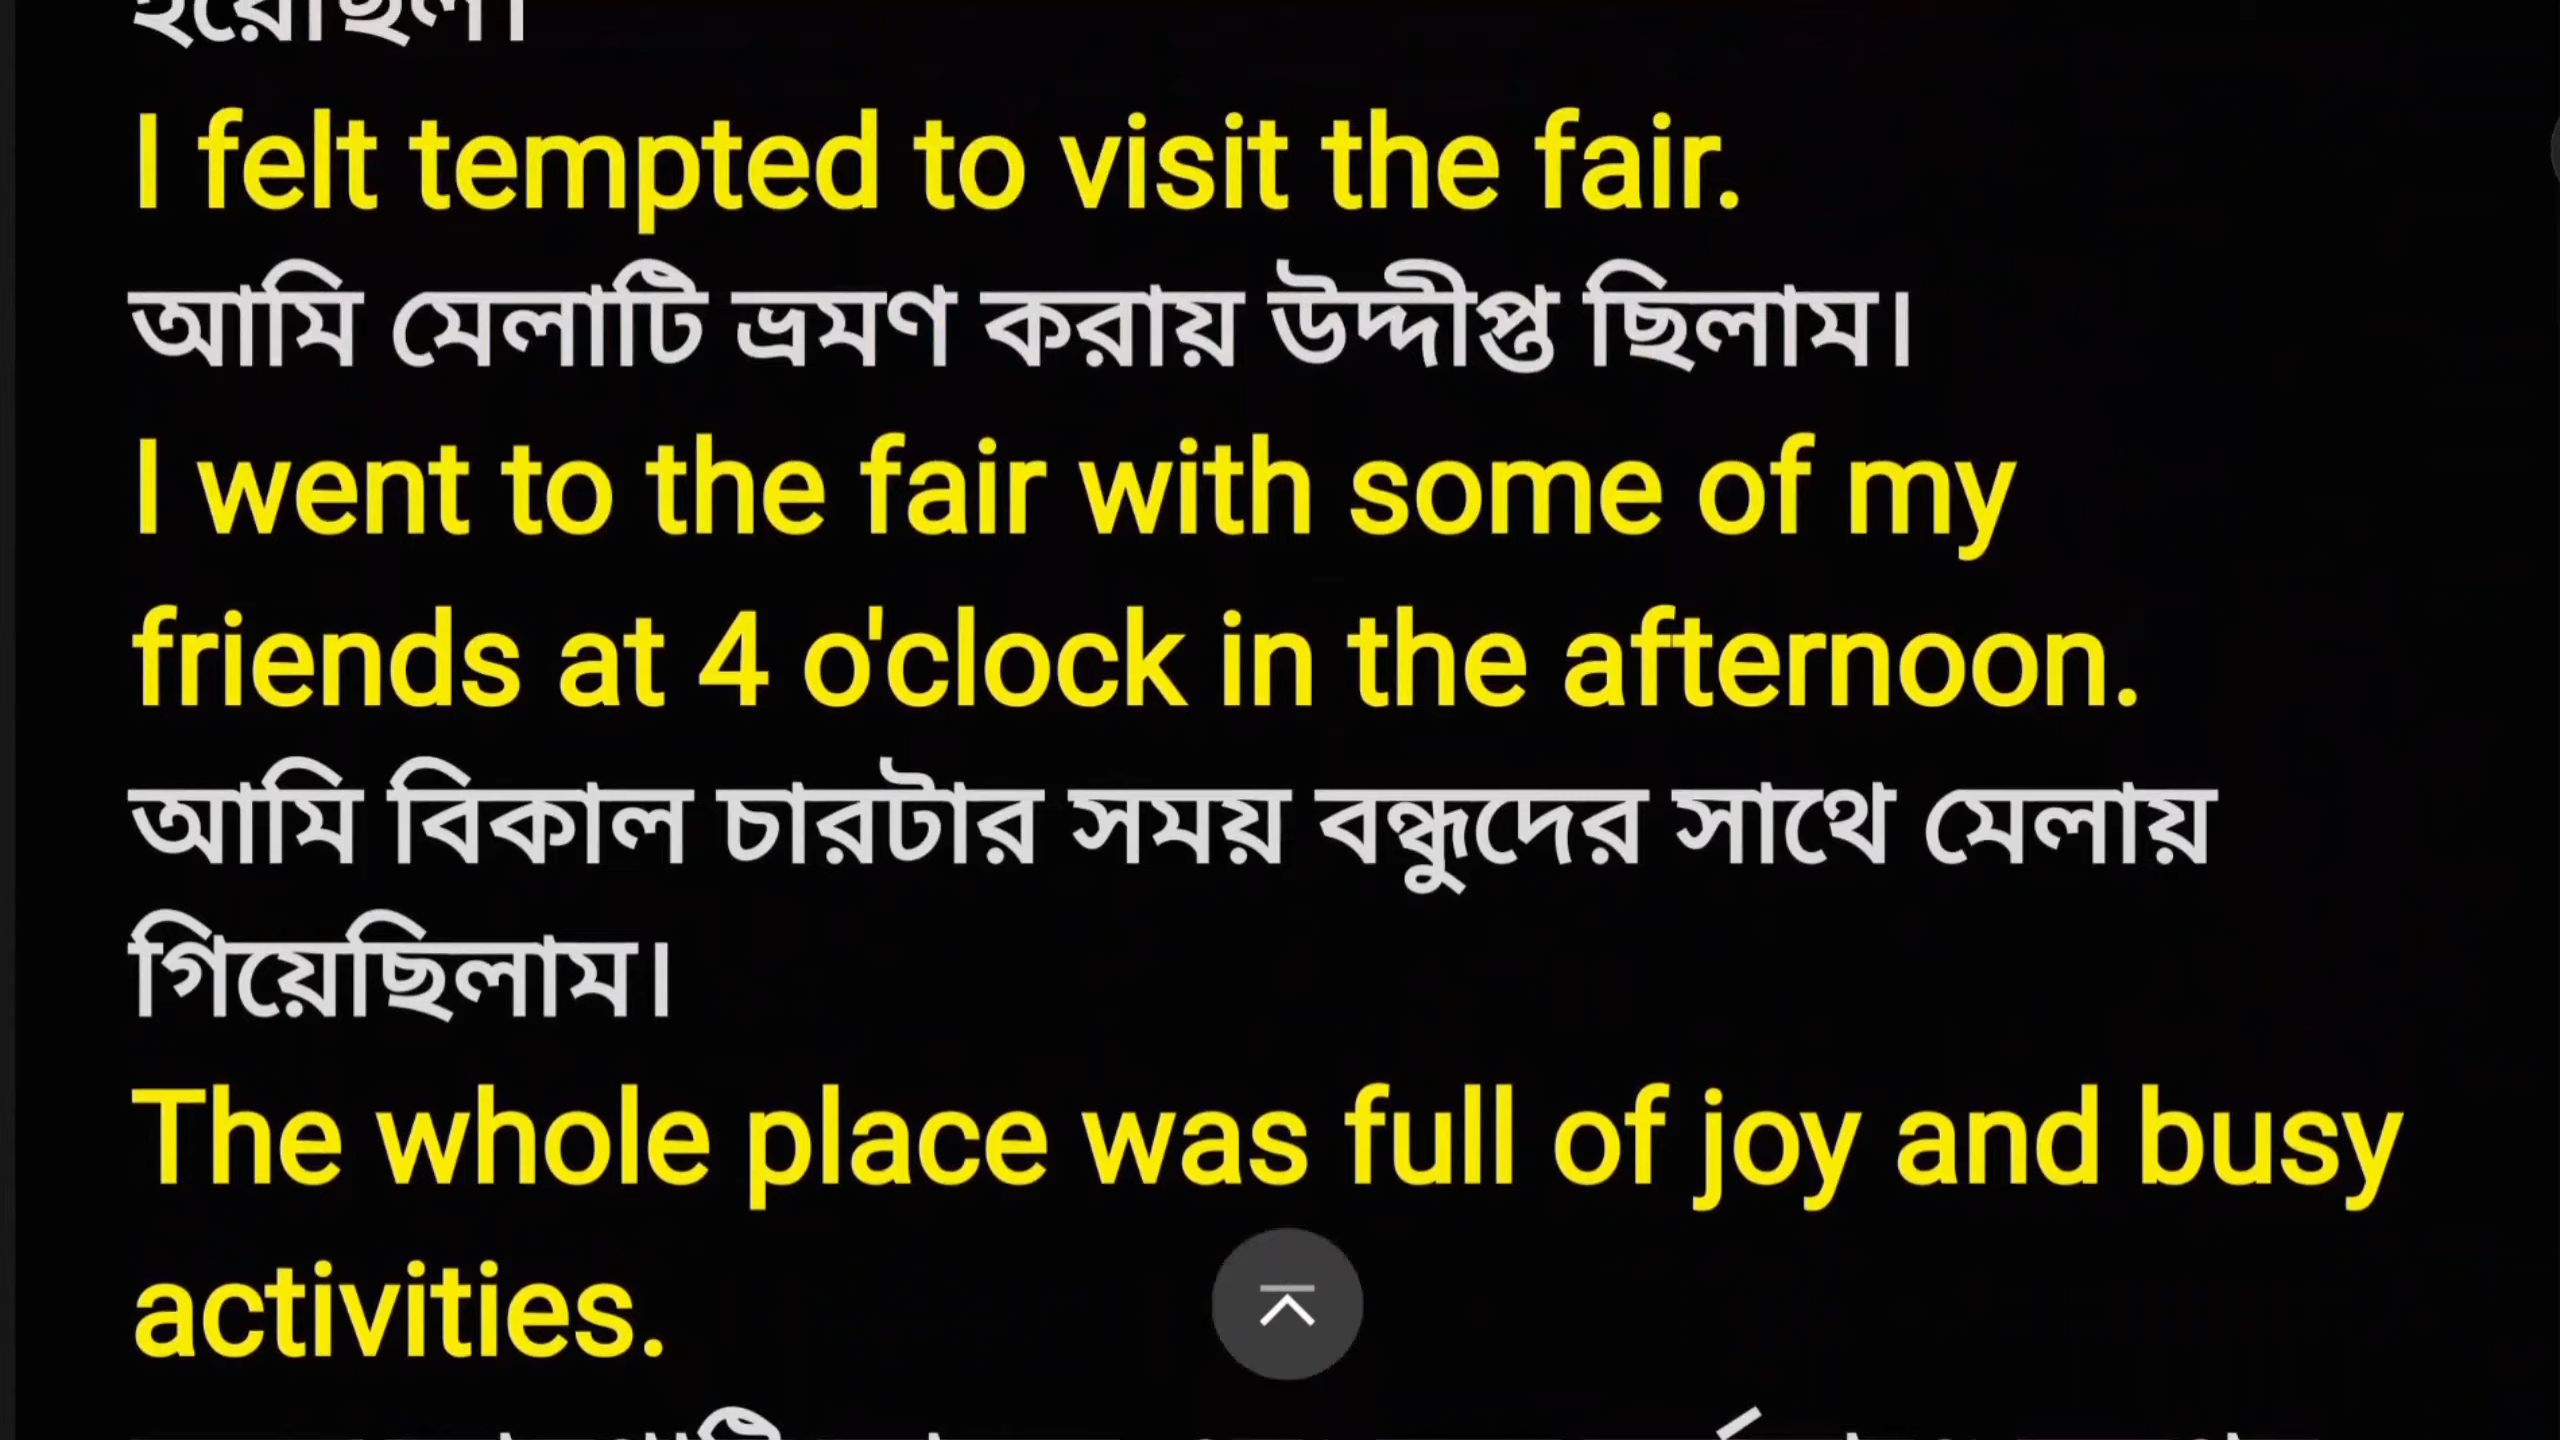 হয়েছিল।
I felt tempted to visit the fair.
আমি মেলাটি ভ্রমণ করায় উদ্দীপ্ত ছিলাম।
I went to the fair with some of my
friends at 4 o'clock in the afternoon.
আমি বিকাল চারটার সময় বন্ধুদের সাথে মেলায়
গিয়েছিলাম।
The whole place was full of joy and busy
activities.